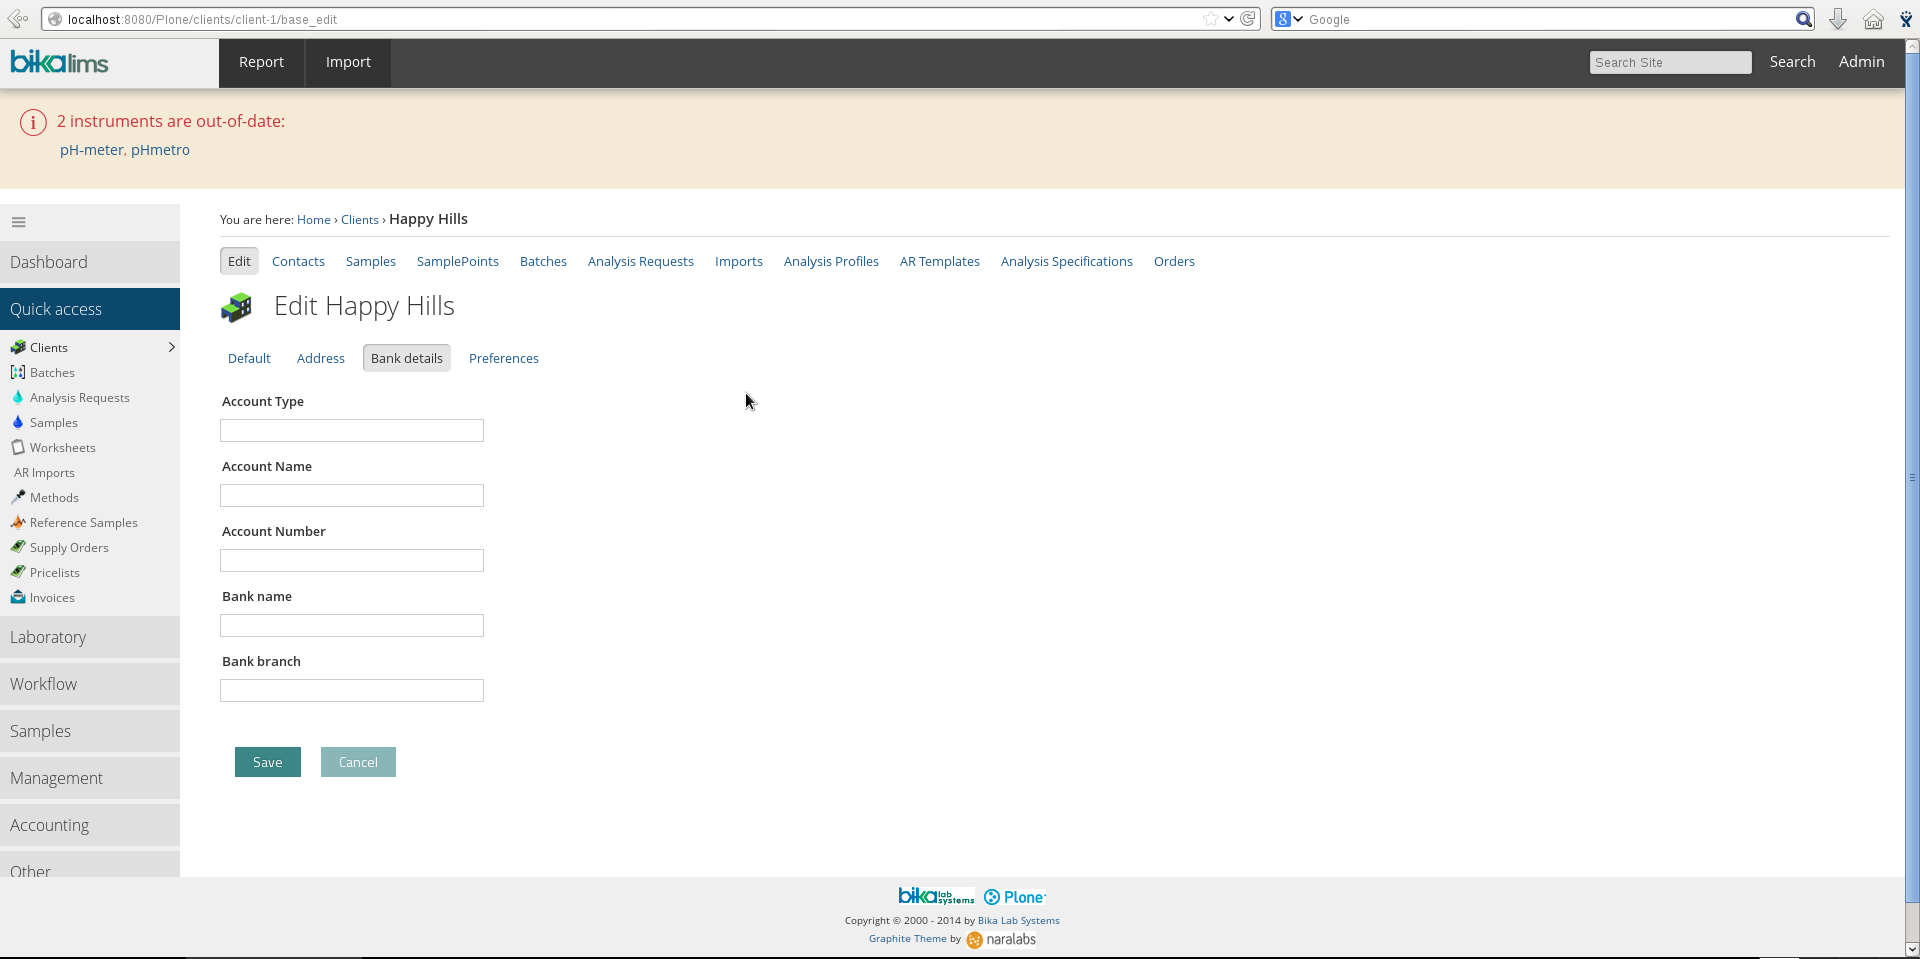 localhost:8080/Plone/clients/client-1/base_edit
8 Google
bikalims
Report
Import
Search Site
Search
Admin
2 instruments are out-of-date:
pH-meter, pHmetro
You are here: Home › Clients › Happy Hills
Edit Contacts Samples SamplePoints Batches Analysis Requests Imports Analysis Profiles AR Templates Analysis Specifications Orders
Edit Happy Hills
Default Address Bank details Preferences
Account Type
Account Name
Account Number
Bank name
Bank branch
Save Cancel
Dashboard
Quick access
Clients
Batches
Analysis Requests
Samples
Worksheets
AR Imports
Methods
Reference Samples
Supply Orders
Pricelists
Invoices
Laboratory
Workflow
Samples
Management
Accounting
Other
bika lab systems Plone
Copyright © 2000 - 2014 by Bika Lab Systems
Graphite Theme by naralabs